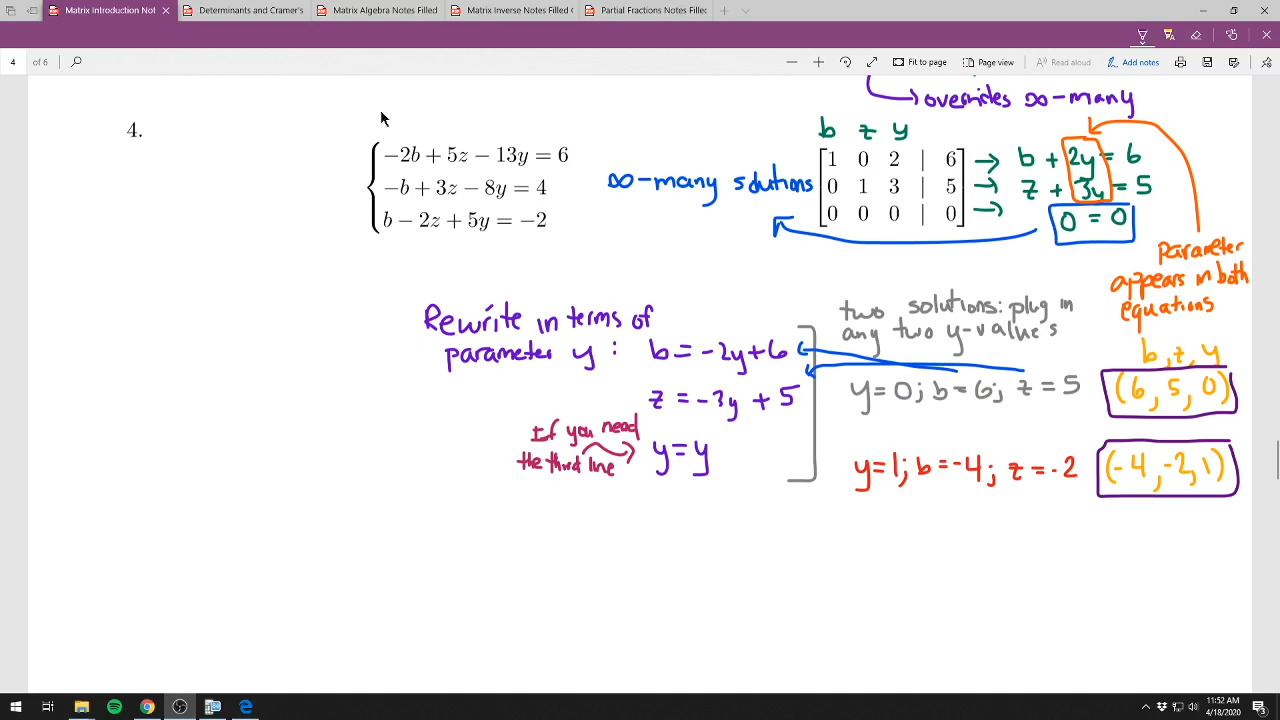 Matrix Introduction Not
Determinants and Cramer's
Matrix Algebra Notes Filled
Matrix Inverse Notes Filled
Partial Fractions Notes Filled
4 of 6
Fit to page
Page view
Read aloud
Add notes
overrides ∞-many
4.
−2b + 5z − 13y = 6
−b + 3z − 8y = 4
b − 2z + 5y = −2
∞-many solutions
b z y
[1 0 2 | 6] → b + 2y = 6
[0 1 3 | 5] → z + 3y = 5
[0 0 0 | 0] → 0 = 0
Parameter
appears in both
equations
Rewrite in terms of
parameter y : b = -2y+6
z = -3y + 5
If you need
the third line
y=y
two solutions: plug in
any two y-values
b, z, y
y=0; b=6; z=5 (6, 5, 0)
y=1; b=-4; z=-2 (-4, -2, 1)
11:52 AM
4/18/2020